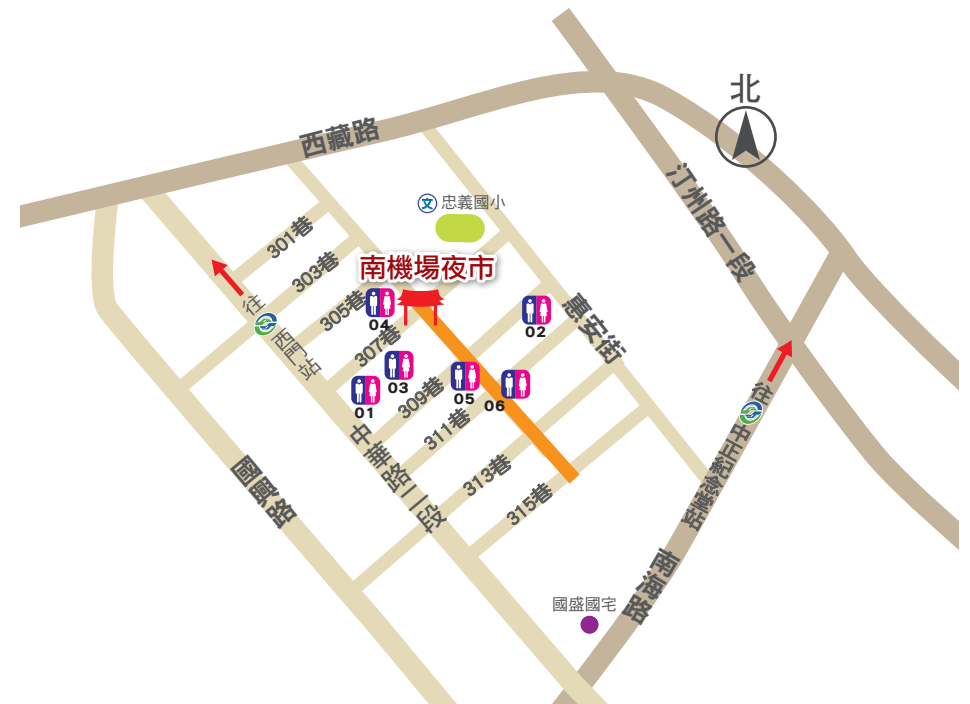 北
西藏路
汀州路一段
文 忠義國小
301巷
303巷
南機場夜市
305巷
04
307巷
02
惠安街
往
西門站
03
01
309巷
05
06
311巷
往
中正紀念堂站
中華路二段
313巷
國興路
315巷
南海路
國盛國宅